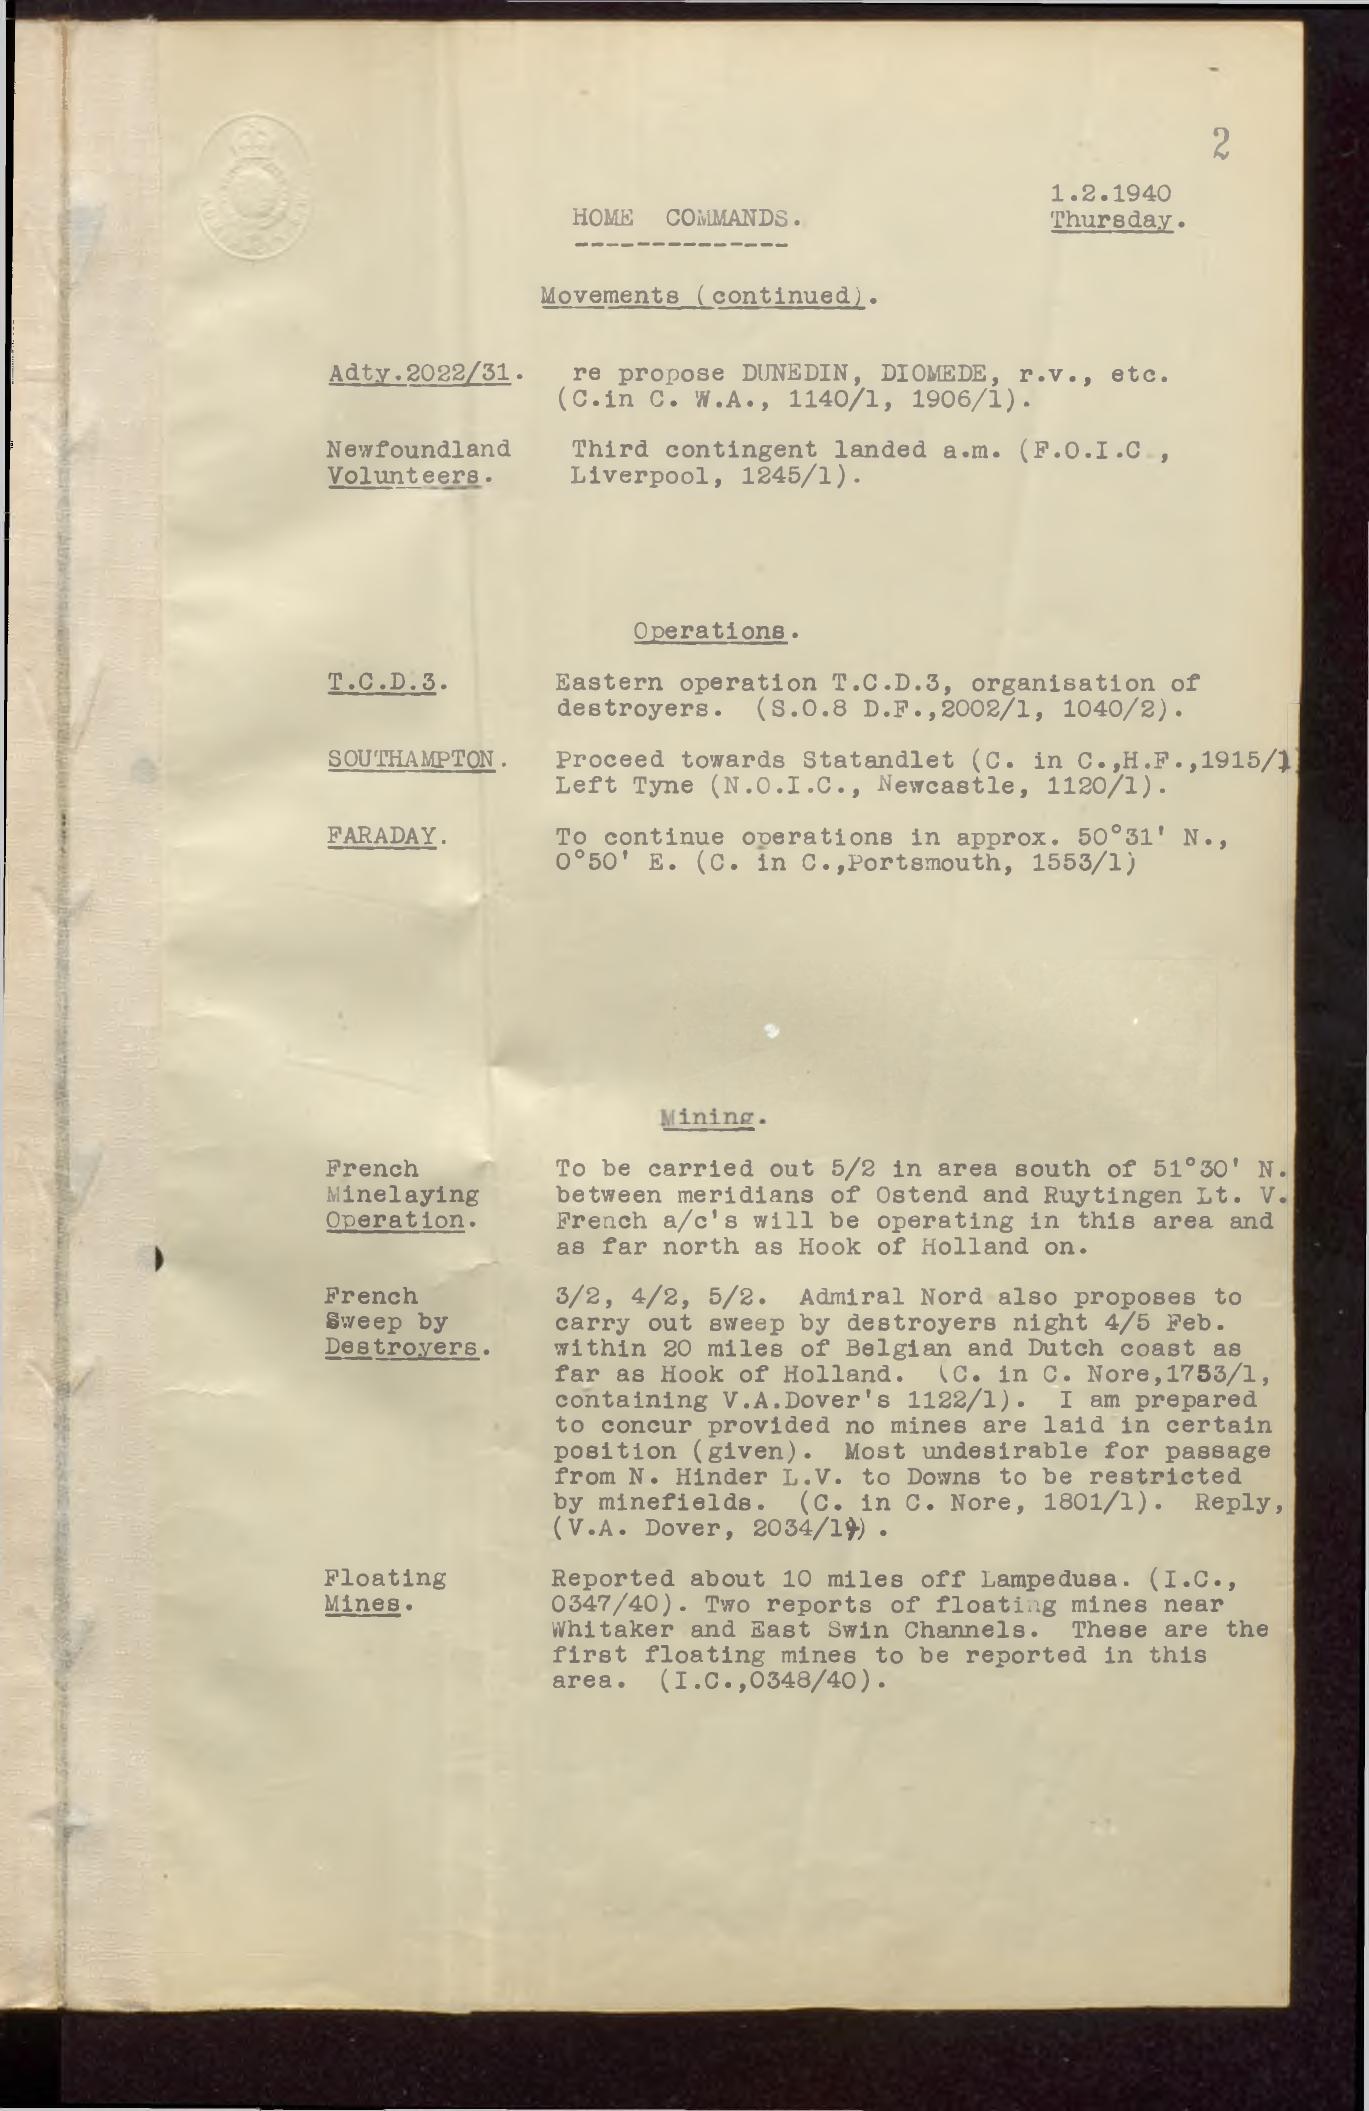 2
1.2.1940
HOME COMMANDS.
Thursday.
---------------
Movements (continued).
Adty.2022/31. re propose DUNEDIN, DIOMEDE, r.v., etc.
(C.in C. W.A., 1140/1, 1906/1).
Newfoundland Third contingent landed a.m. (F.O.I.C.,
Volunteers. Liverpool, 1245/1).
Operations.
T.C.D.3. Eastern operation T.C.D.3, organisation of
destroyers. (S.O.8 D.F.,2002/1, 1040/2).
SOUTHAMPTON. Proceed towards Statandlet (C. in C.,H.F.,1915/1)
Left Tyne (N.O.I.C., Newcastle, 1120/1).
FARADAY. To continue operations in approx. 50°31' N.,
0°50' E. (C. in C.,Portsmouth, 1553/1)
Mining.
French To be carried out 5/2 in area south of 51°30' N.
Minelaying between meridians of Ostend and Ruytingen Lt. V.
Operation. French a/c's will be operating in this area and
as far north as Hook of Holland on.
French 3/2, 4/2, 5/2. Admiral Nord also proposes to
Sweep by carry out sweep by destroyers night 4/5 Feb.
Destroyers. within 20 miles of Belgian and Dutch coast as
far as Hook of Holland. (C. in C. Nore,1753/1,
containing V.A.Dover's 1122/1). I am prepared
to concur provided no mines are laid in certain
position (given). Most undesirable for passage
from N. Hinder L.V. to Downs to be restricted
by minefields. (C. in C. Nore, 1801/1). Reply,
(V.A. Dover, 2034/1).
Floating Reported about 10 miles off Lampedusa. (I.C.,
Mines. 0347/40). Two reports of floating mines near
Whitaker and East Swin Channels. These are the
first floating mines to be reported in this
area. (I.C.,0348/40).